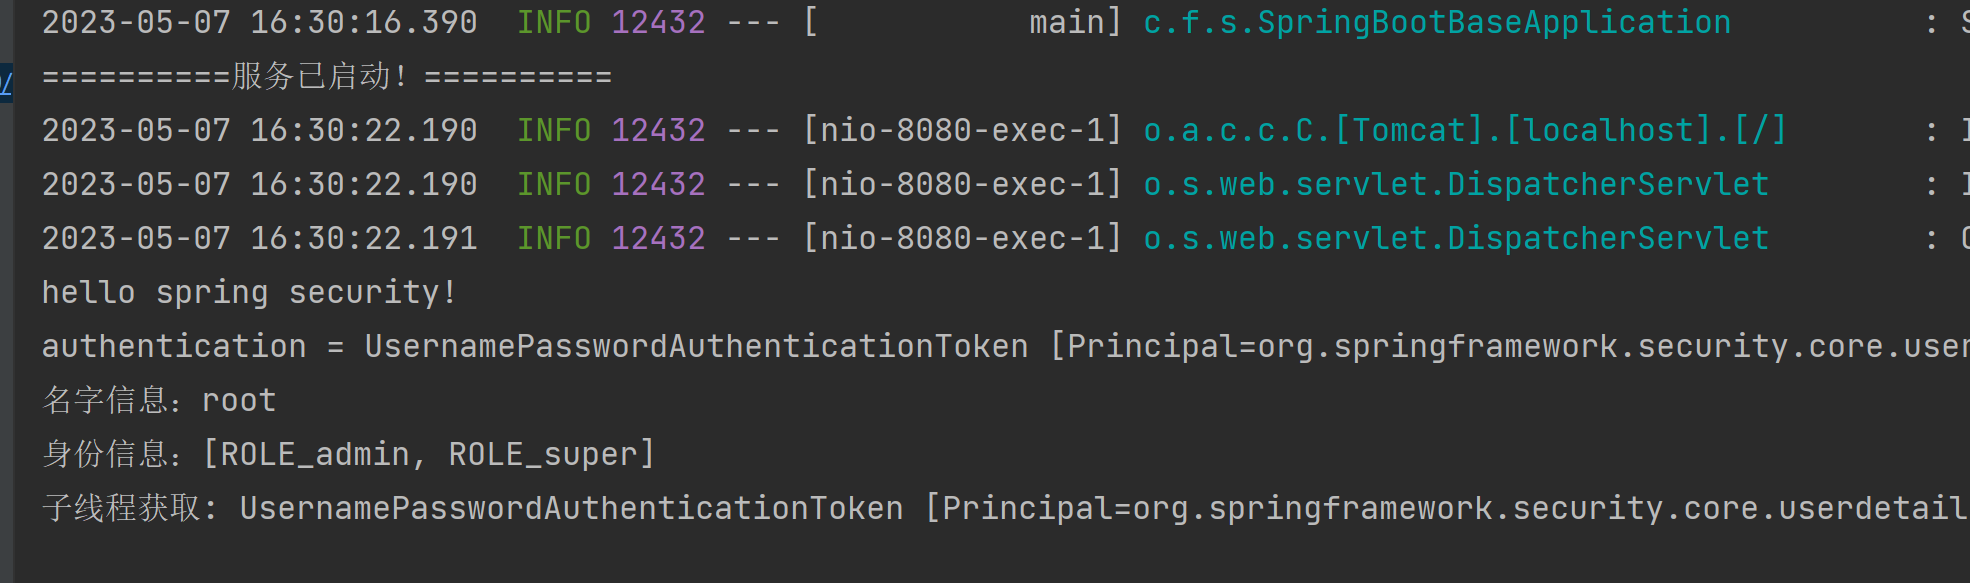 2023-05-07 16:30:16.390  INFO 12432 --- [           main] c.f.s.SpringBootBaseApplication          :
==========服务已启动！==========
2023-05-07 16:30:22.190  INFO 12432 --- [nio-8080-exec-1] o.a.c.c.C.[Tomcat].[localhost].[/]       :
2023-05-07 16:30:22.190  INFO 12432 --- [nio-8080-exec-1] o.s.web.servlet.DispatcherServlet        :
2023-05-07 16:30:22.191  INFO 12432 --- [nio-8080-exec-1] o.s.web.servlet.DispatcherServlet        :
hello spring security!
authentication = UsernamePasswordAuthenticationToken [Principal=org.springframework.security.core.user
名字信息：root
身份信息：[ROLE_admin, ROLE_super]
子线程获取: UsernamePasswordAuthenticationToken [Principal=org.springframework.security.core.userdetail